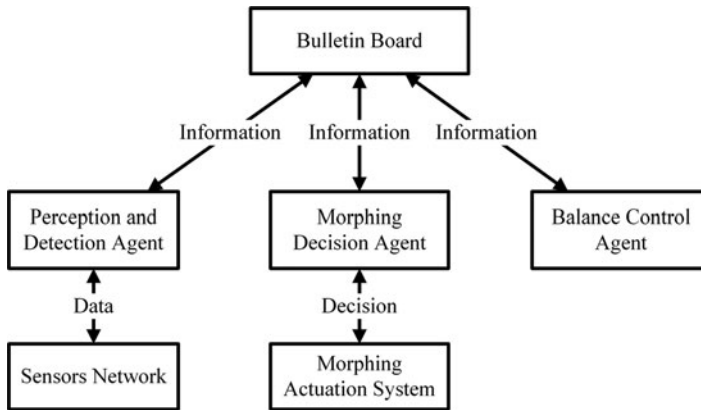 Bulletin Board
Information Information Information
Perception and
Detection Agent
Morphing
Decision Agent
Balance Control
Agent
Data
Decision
Sensors Network
Morphing
Actuation System